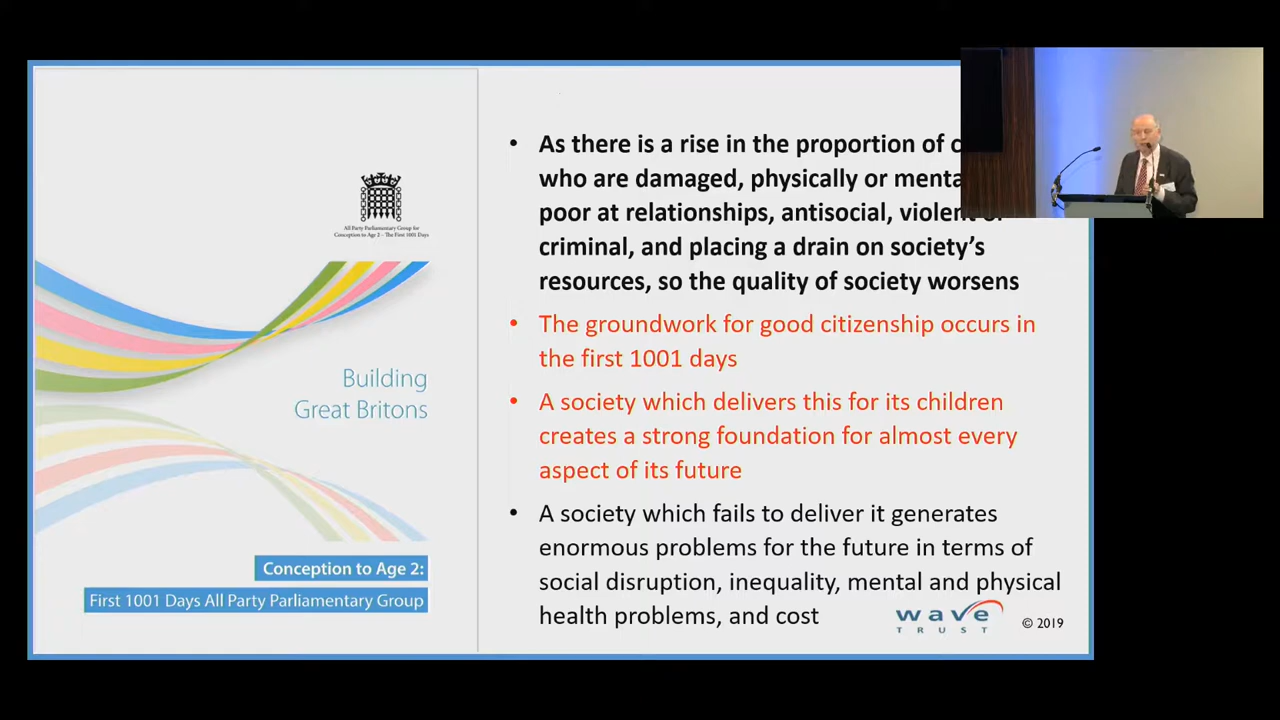 All Party Parliamentary Group for
Conception to Age 2 - The First 1001 Days
Building
Great Britons
Conception to Age 2:
First 1001 Days All Party Parliamentary Group
• As there is a rise in the proportion of
who are damaged, physically or
poor at relationships, antisocial, violent or
criminal, and placing a drain on society's
resources, so the quality of society worsens
• The groundwork for good citizenship occurs in
the first 1001 days
• A society which delivers this for its children
creates a strong foundation for almost every
aspect of its future
• A society which fails to deliver it generates
enormous problems for the future in terms of
social disruption, inequality, mental and physical
health problems, and cost
wave
TRUST
© 2019